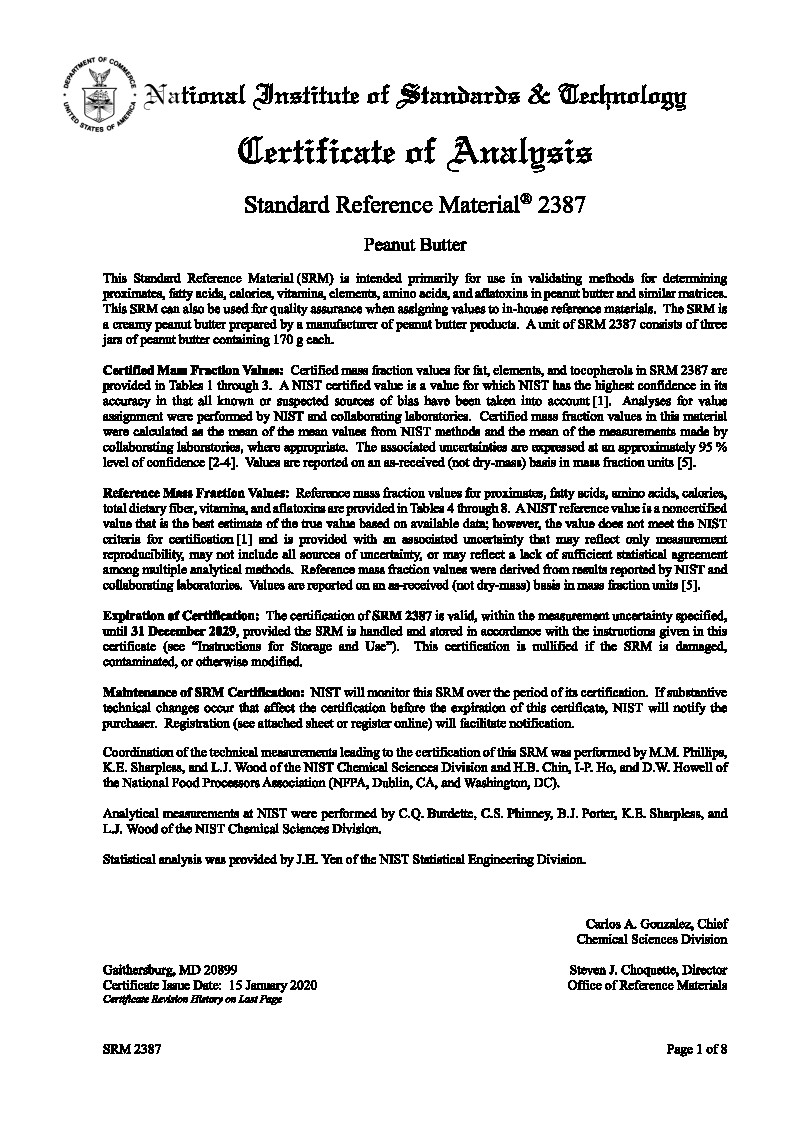 DEPARTMENT OF COMMERCE
UNITED STATES OF AMERICA
National Institute of Standards & Technology
Certificate of Analysis
Standard Reference Material® 2387
Peanut Butter
This Standard Reference Material (SRM) is intended primarily for use in validating methods for determining
proximates, fatty acids, calories, vitamins, elements, amino acids, and aflatoxins in peanut butter and similar matrices.
This SRM can also be used for quality assurance when assigning values to in-house reference materials. The SRM is
a creamy peanut butter prepared by a manufacturer of peanut butter products. A unit of SRM 2387 consists of three
jars of peanut butter containing 170 g each.
Certified Mass Fraction Values: Certified mass fraction values for fat, elements, and tocopherols in SRM 2387 are
provided in Tables 1 through 3. A NIST certified value is a value for which NIST has the highest confidence in its
accuracy in that all known or suspected sources of bias have been taken into account [1]. Analyses for value
assignment were performed by NIST and collaborating laboratories. Certified mass fraction values in this material
were calculated as the mean of the mean values from NIST methods and the mean of the measurements made by
collaborating laboratories, where appropriate. The associated uncertainties are expressed at an approximately 95 %
level of confidence [2-4]. Values are reported on an as-received (not dry-mass) basis in mass fraction units [5].
Reference Mass Fraction Values: Reference mass fraction values for proximates, fatty acids, amino acids, calories,
total dietary fiber, vitamins, and aflatoxins are provided in Tables 4 through 8. A NIST reference value is a noncertified
value that is the best estimate of the true value based on available data; however, the value does not meet the NIST
criteria for certification [1] and is provided with an associated uncertainty that may reflect only measurement
reproducibility, may not include all sources of uncertainty, or may reflect a lack of sufficient statistical agreement
among multiple analytical methods. Reference mass fraction values were derived from results reported by NIST and
collaborating laboratories. Values are reported on an as-received (not dry-mass) basis in mass fraction units [5].
Expiration of Certification: The certification of SRM 2387 is valid, within the measurement uncertainty specified,
until 31 December 2029, provided the SRM is handled and stored in accordance with the instructions given in this
certificate (see “Instructions for Storage and Use”). This certification is nullified if the SRM is damaged,
contaminated, or otherwise modified.
Maintenance of SRM Certification: NIST will monitor this SRM over the period of its certification. If substantive
technical changes occur that affect the certification before the expiration of this certificate, NIST will notify the
purchaser. Registration (see attached sheet or register online) will facilitate notification.
Coordination of the technical measurements leading to the certification of this SRM was performed by M.M. Phillips,
K.E. Sharpless, and L.J. Wood of the NIST Chemical Sciences Division and H.B. Chin, I-P. Ho, and D.W. Howell of
the National Food Processors Association (NFPA, Dublin, CA, and Washington, DC).
Analytical measurements at NIST were performed by C.Q. Burdette, C.S. Phinney, B.J. Porter, K.E. Sharpless, and
L.J. Wood of the NIST Chemical Sciences Division.
Statistical analysis was provided by J.H. Yen of the NIST Statistical Engineering Division.
Carlos A. Gonzalez, Chief
Chemical Sciences Division
Gaithersburg, MD 20899
Steven J. Choquette, Director
Certificate Issue Date: 15 January 2020
Office of Reference Materials
Certificate Revision History on Last Page
SRM 2387
Page 1 of 8